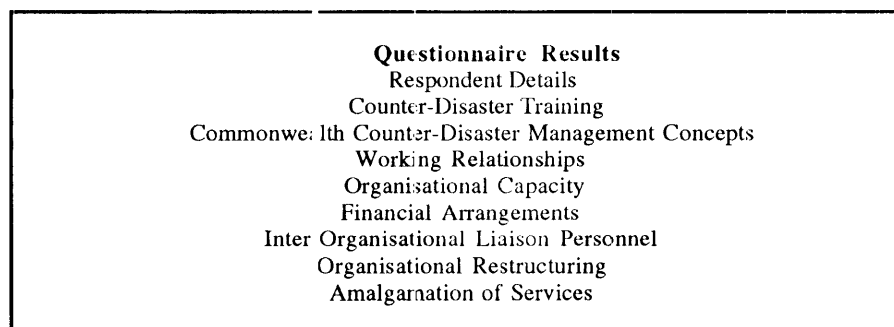 Questionnaire Results
Respondent Details
Counter-Disaster Training
Commonwealth Counter-Disaster Management Concepts
Working Relationships
Organisational Capacity
Financial Arrangements
Inter Organisational Liaison Personnel
Organisational Restructuring
Amalgamation of Services